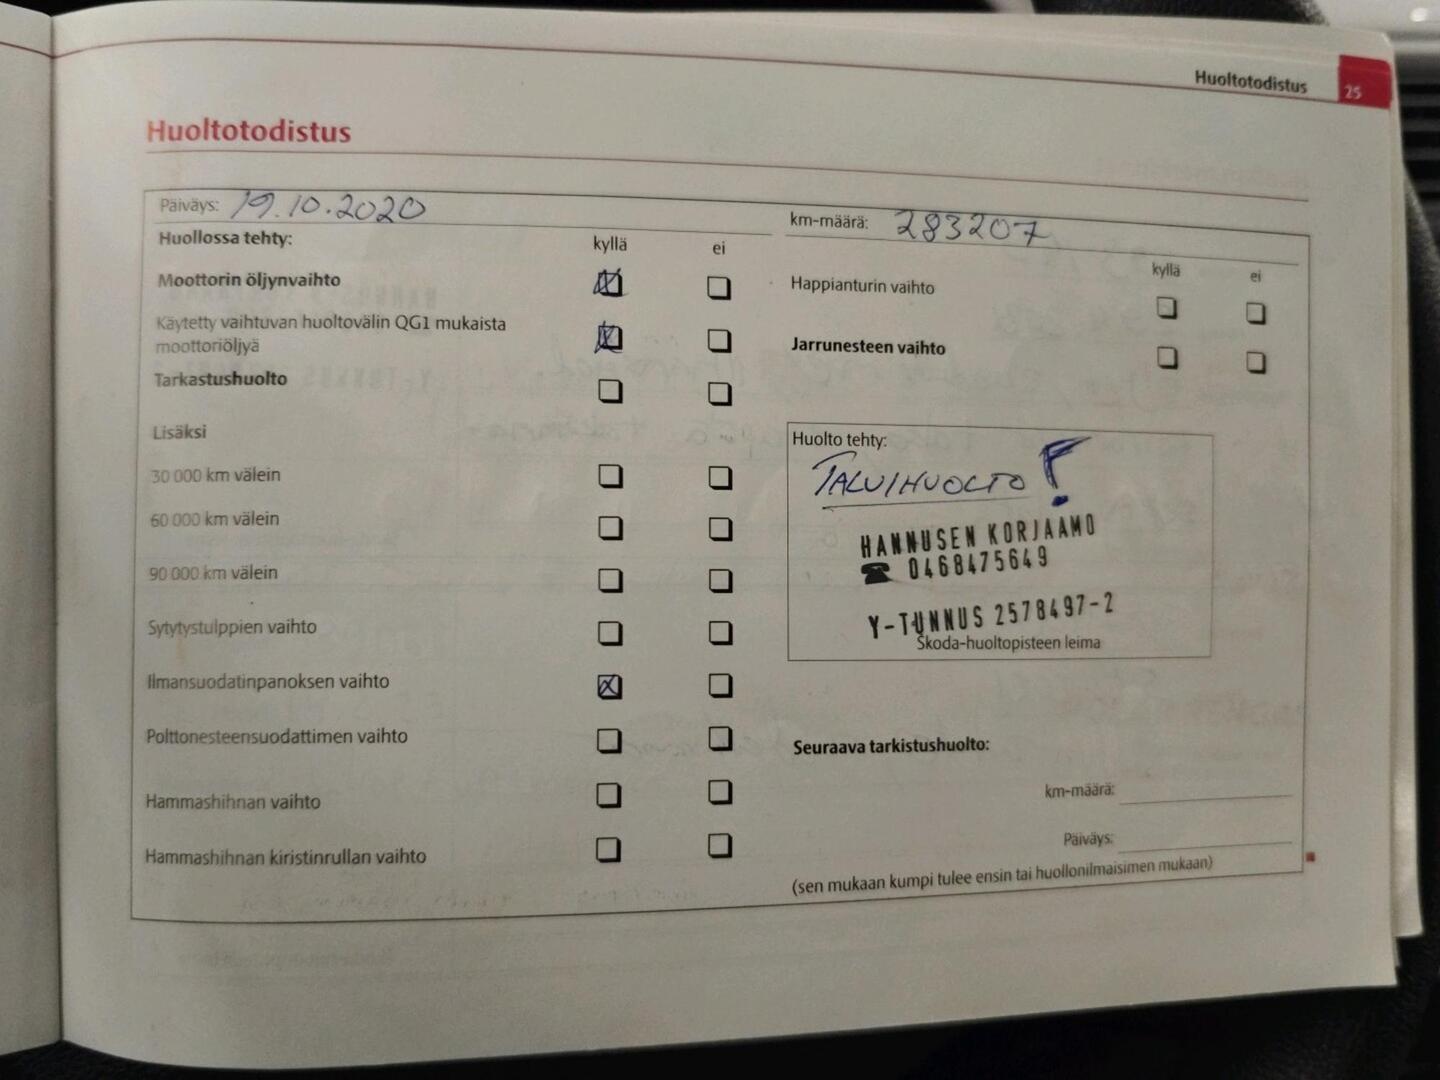 Huoltotodistus 25
Huoltotodistus
Päiväys: 19.10.2020
km-määrä: 283207
Huollossa tehty: kyllä ei
Moottorin öljynvaihto
Käytetty vaihtuvan huoltovälin QG1 mukaista
moottoriöljyä
Tarkastushuolto
Lisäksi
30 000 km välein
60 000 km välein
90 000 km välein
Sytytystulppien vaihto
Ilmansuodatinpanoksen vaihto
Polttonesteensuodattimen vaihto
Hammashihnan vaihto
Hammashihnan kiristinrullan vaihto
kyllä ei
Happianturin vaihto
Jarrunesteen vaihto
Huolto tehty:
TALVIHUOLTO!
HANNUSEN KORJAAMO
☎ 0468475649
Y-TUNNUS 2578497-2
Skoda-huoltopisteen leima
Seuraava tarkistushuolto:
km-määrä:
Päiväys:
(sen mukaan kumpi tulee ensin tai huollonilmaisimen mukaan)